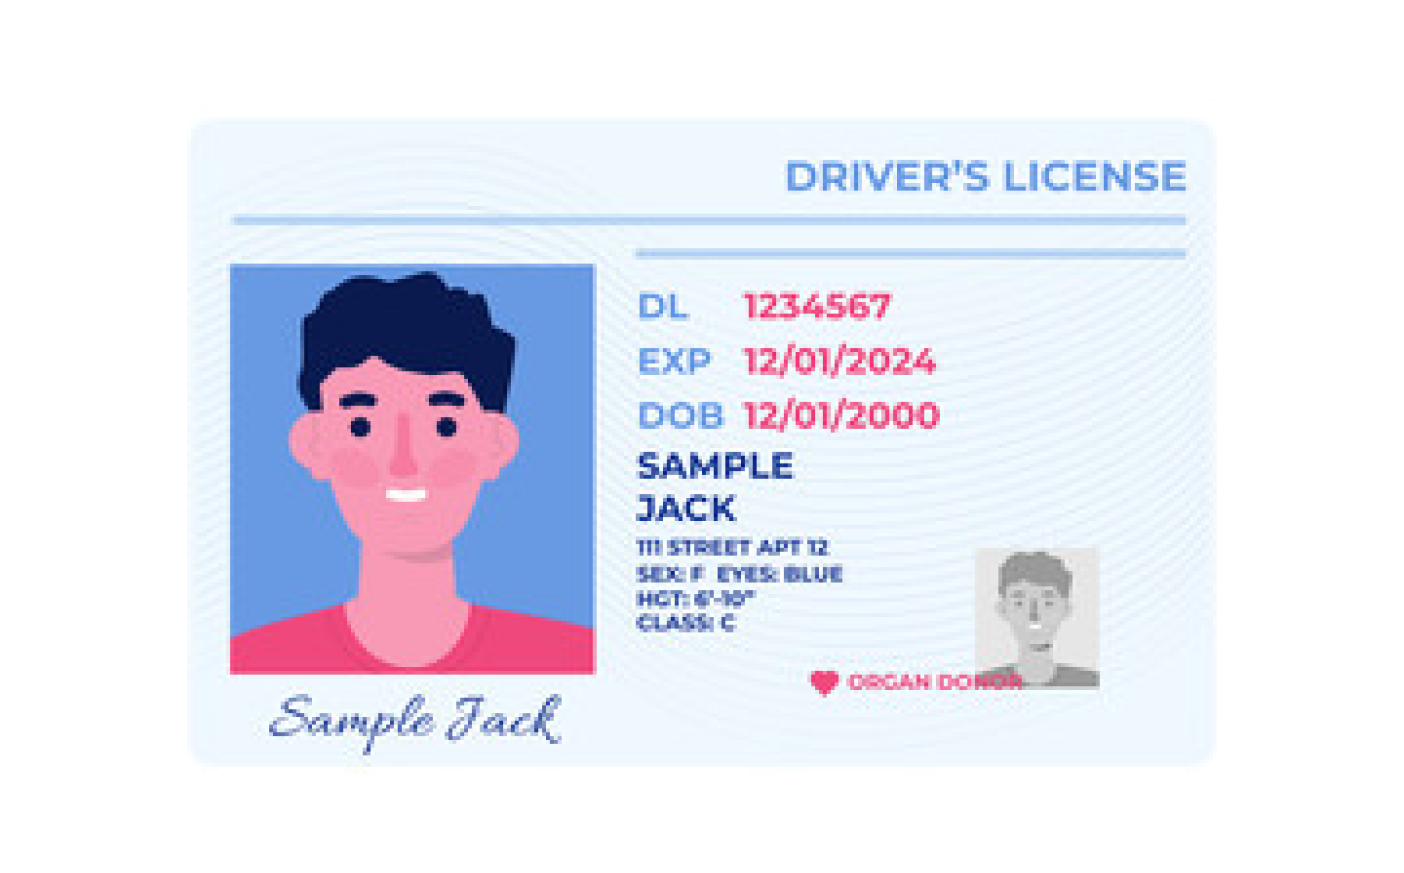 DRIVER'S LICENSE
DL 1234567
EXP 12/01/2024
DOB 12/01/2000
SAMPLE
JACK
111 STREET APT 12
SEX: F EYES: BLUE
HGT: 6'-10"
CLASS: C
ORGAN DONOR
Sample Jack